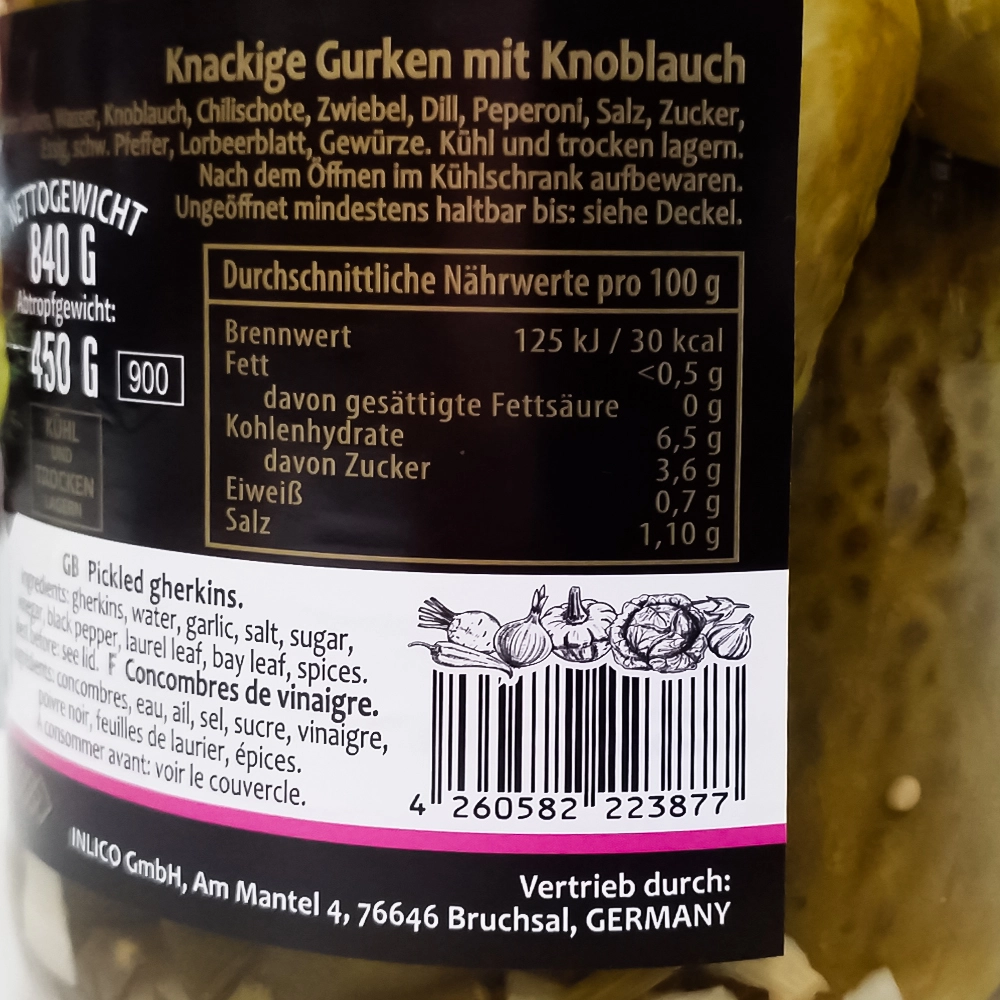 Knackige Gurken mit Knoblauch
Wasser, Knoblauch, Chilischote, Zwiebel, Dill, Peperoni, Salz, Zucker,
Essig, schw. Pfeffer, Lorbeerblatt, Gewürze. Kühl und trocken lagern.
Nach dem Öffnen im Kühlschrank aufbewaren.
Ungeöffnet mindestens haltbar bis: siehe Deckel.
NETTOGEWICHT
840 G
Abtropfgewicht:
450 G
900
KÜHL
UND
TROCKEN
LAGERN
Durchschnittliche Nährwerte pro 100 g
Brennwert 125 kJ / 30 kcal
Fett <0,5 g
davon gesättigte Fettsäure 0 g
Kohlenhydrate 6,5 g
davon Zucker 3,6 g
Eiweiß 0,7 g
Salz 1,10 g
GB Pickled gherkins.
Ingredients: gherkins, water, garlic, salt, sugar,
vinegar, black pepper, laurel leaf, bay leaf, spices.
Best before: see lid. F Concombres de vinaigre.
Ingrédients: concombres, eau, ail, sel, sucre, vinaigre,
poivre noir, feuilles de laurier, épices.
À consommer avant: voir le couvercle.
4 260582 223877
Vertrieb durch:
INLICO GmbH, Am Mantel 4, 76646 Bruchsal, GERMANY